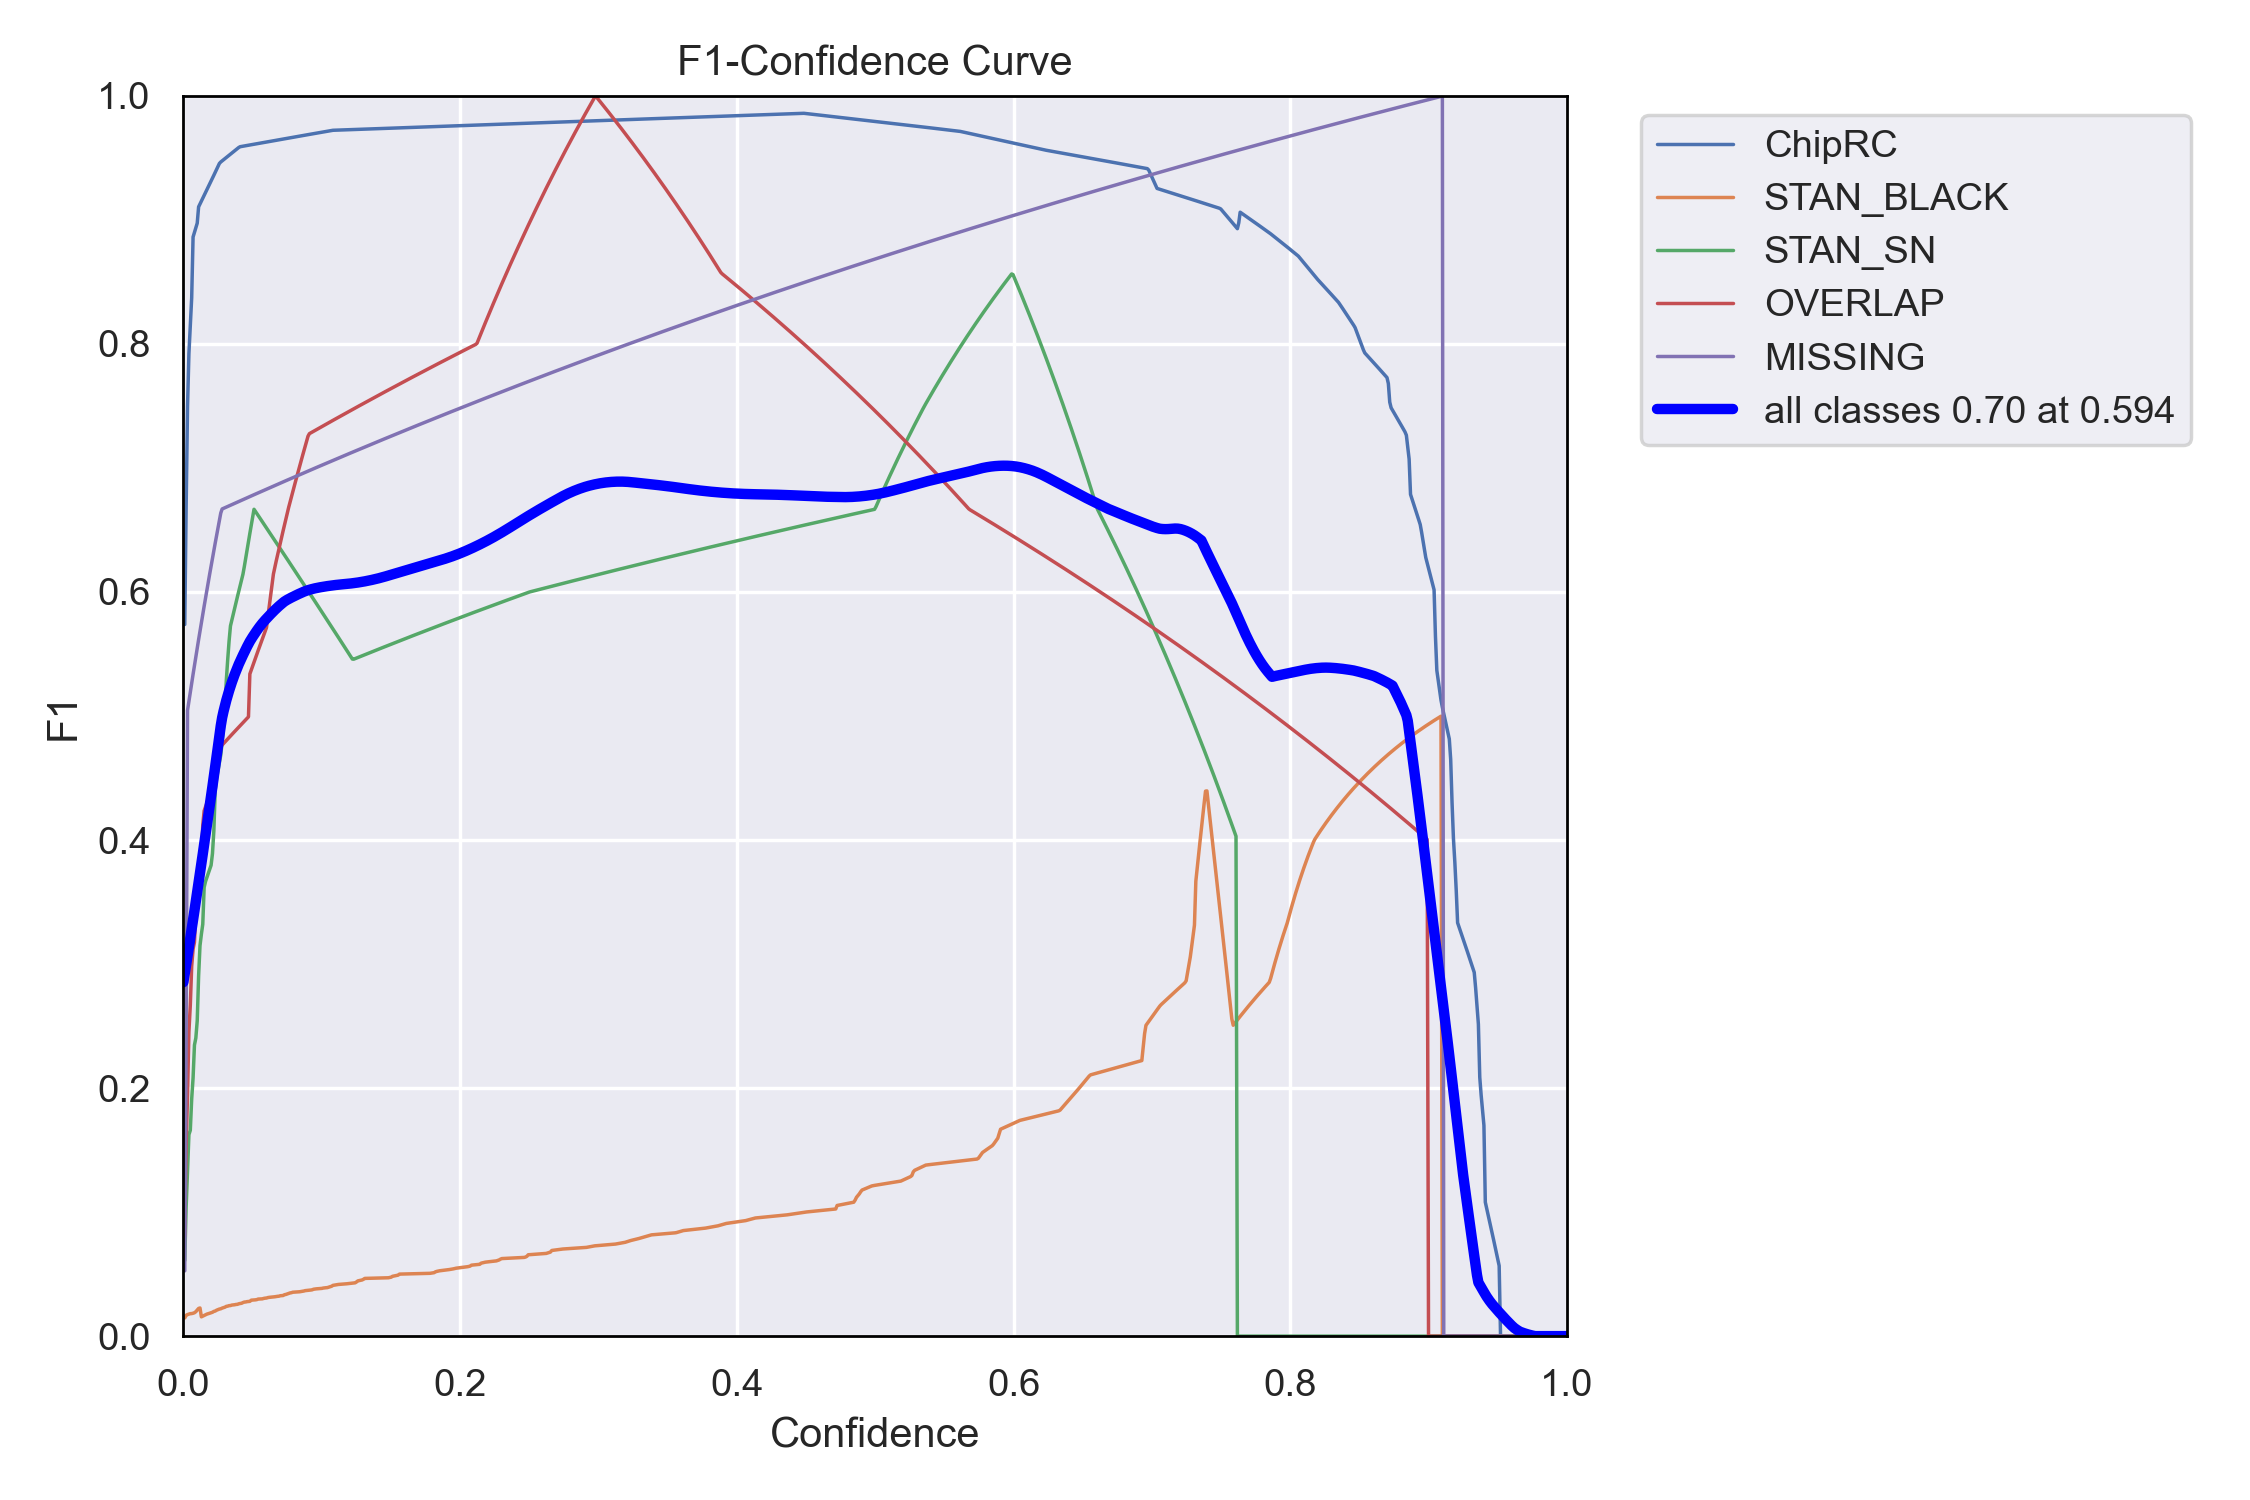 F1-Confidence Curve
1.0
0.8
0.6
0.4
0.2
0.0
F1
0.0 0.2 0.4 0.6 0.8 1.0
Confidence
ChipRC
STAN_BLACK
STAN_SN
OVERLAP
MISSING
all classes 0.70 at 0.594